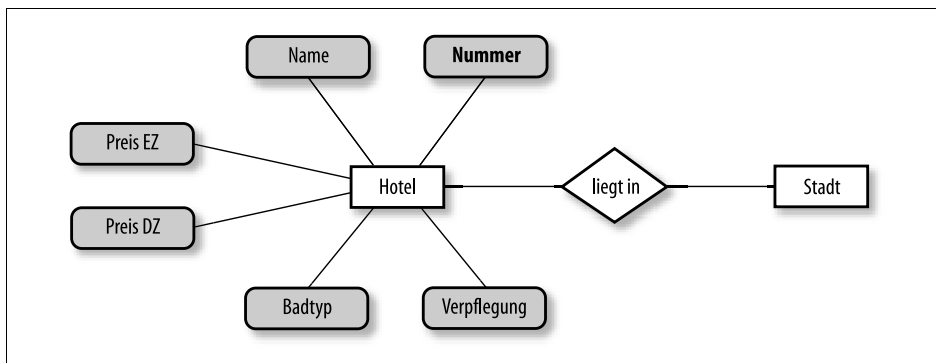 Name
Nummer
Preis EZ
Hotel
liegt in
Stadt
Preis DZ
Badtyp
Verpflegung